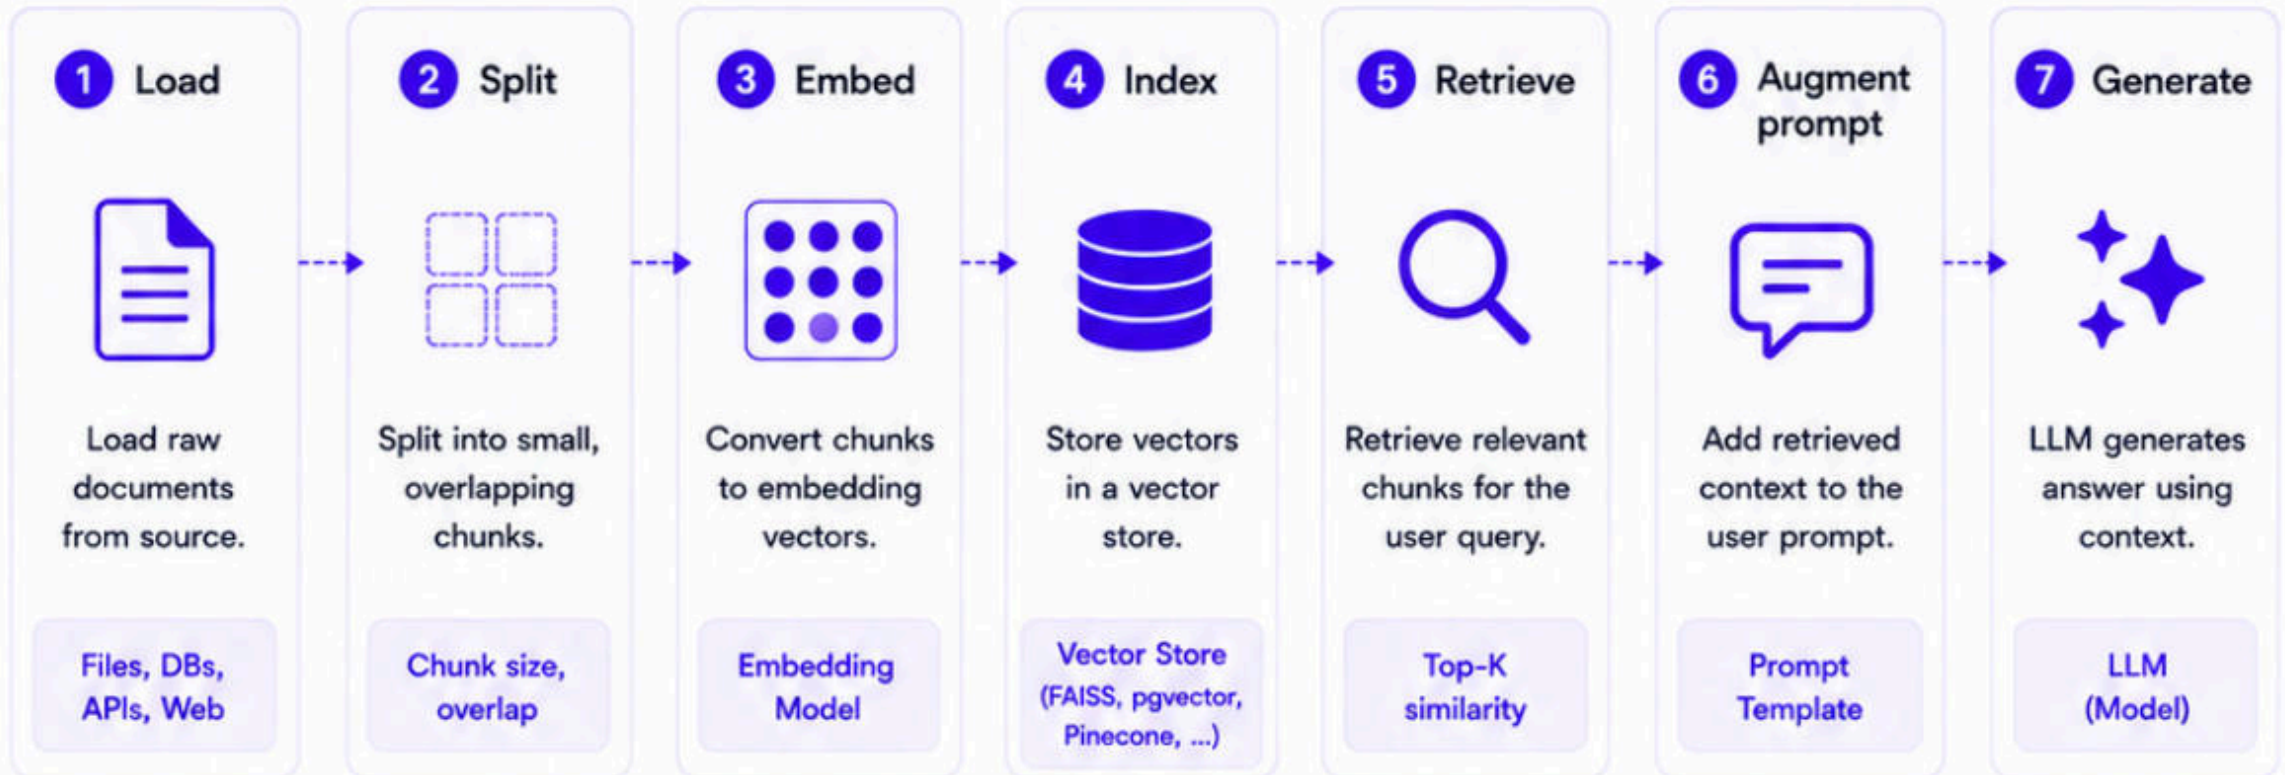 1 Load
Load raw
documents
from source.
Files, DBs,
APIs, Web
2 Split
Split into small,
overlapping
chunks.
Chunk size,
overlap
3 Embed
Convert chunks
to embedding
vectors.
Embedding
Model
4 Index
Store vectors
in a vector
store.
Vector Store
(FAISS, pgvector,
Pinecone, ...)
5 Retrieve
Retrieve relevant
chunks for the
user query.
Top-K
similarity
6 Augment
prompt
Add retrieved
context to the
user prompt.
Prompt
Template
7 Generate
LLM generates
answer using
context.
LLM
(Model)